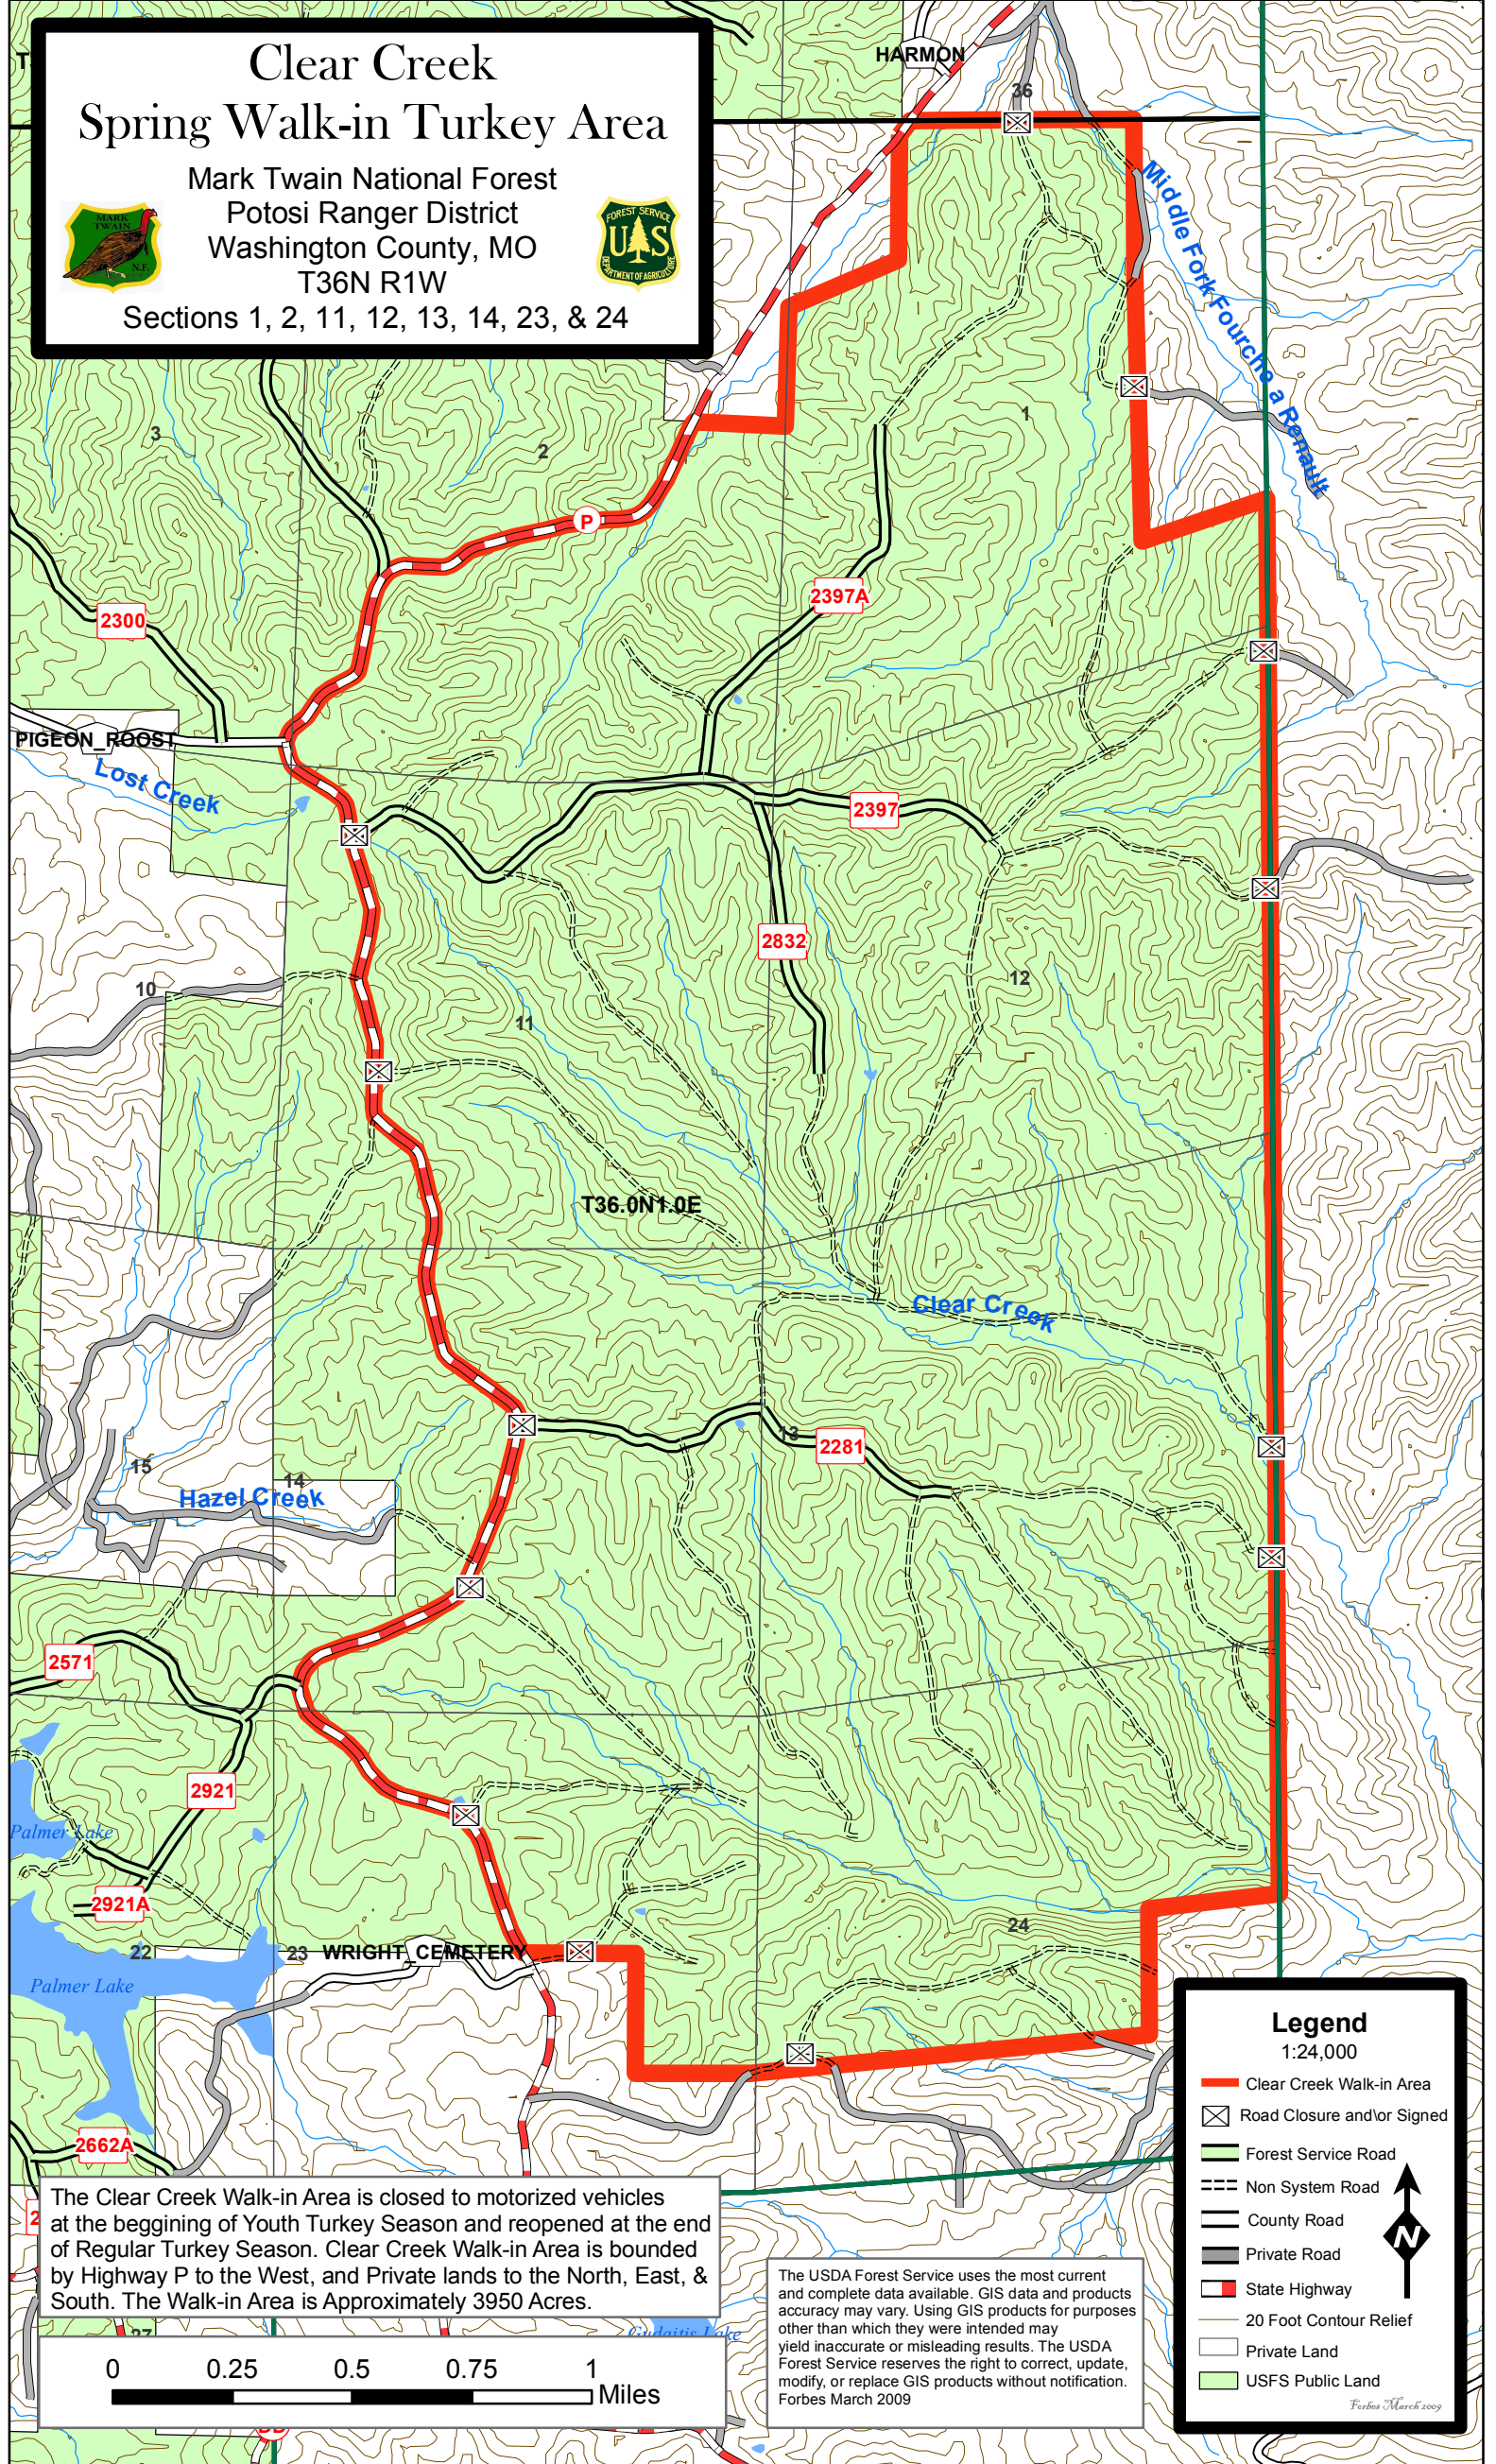 Clear Creek
Spring Walk-in Turkey Area
Mark Twain National Forest
Potosi Ranger District
Washington County, MO
T36N R1W
Sections 1, 2, 11, 12, 13, 14, 23, & 24
MARK
TWAIN
N.F.
FOREST SERVICE
U S
DEPARTMENT OF AGRICULTURE
HARMON
36
Middle Fork Fourche a Renault
3
2
1
P
2300
2397A
PIGEON_ROOST
Lost Creek
2397
2832
10
11
12
T36.0N1.0E
Clear Creek
13
2281
15
14
Hazel Creek
2571
2921
Palmer Lake
2921A
22
23
WRIGHT_CEMETERY
24
Palmer Lake
2662A
Legend
1:24,000
Clear Creek Walk-in Area
Road Closure and\or Signed
Forest Service Road
Non System Road
County Road
Private Road
State Highway
20 Foot Contour Relief
Private Land
USFS Public Land
N
Forbes March 2009
The Clear Creek Walk-in Area is closed to motorized vehicles
at the beggining of Youth Turkey Season and reopened at the end
of Regular Turkey Season. Clear Creek Walk-in Area is bounded
by Highway P to the West, and Private lands to the North, East, &
South. The Walk-in Area is Approximately 3950 Acres.
27
Gudaitis Lake
0 0.25 0.5 0.75 1
Miles
The USDA Forest Service uses the most current
and complete data available. GIS data and products
accuracy may vary. Using GIS products for purposes
other than which they were intended may
yield inaccurate or misleading results. The USDA
Forest Service reserves the right to correct, update,
modify, or replace GIS products without notification.
Forbes March 2009